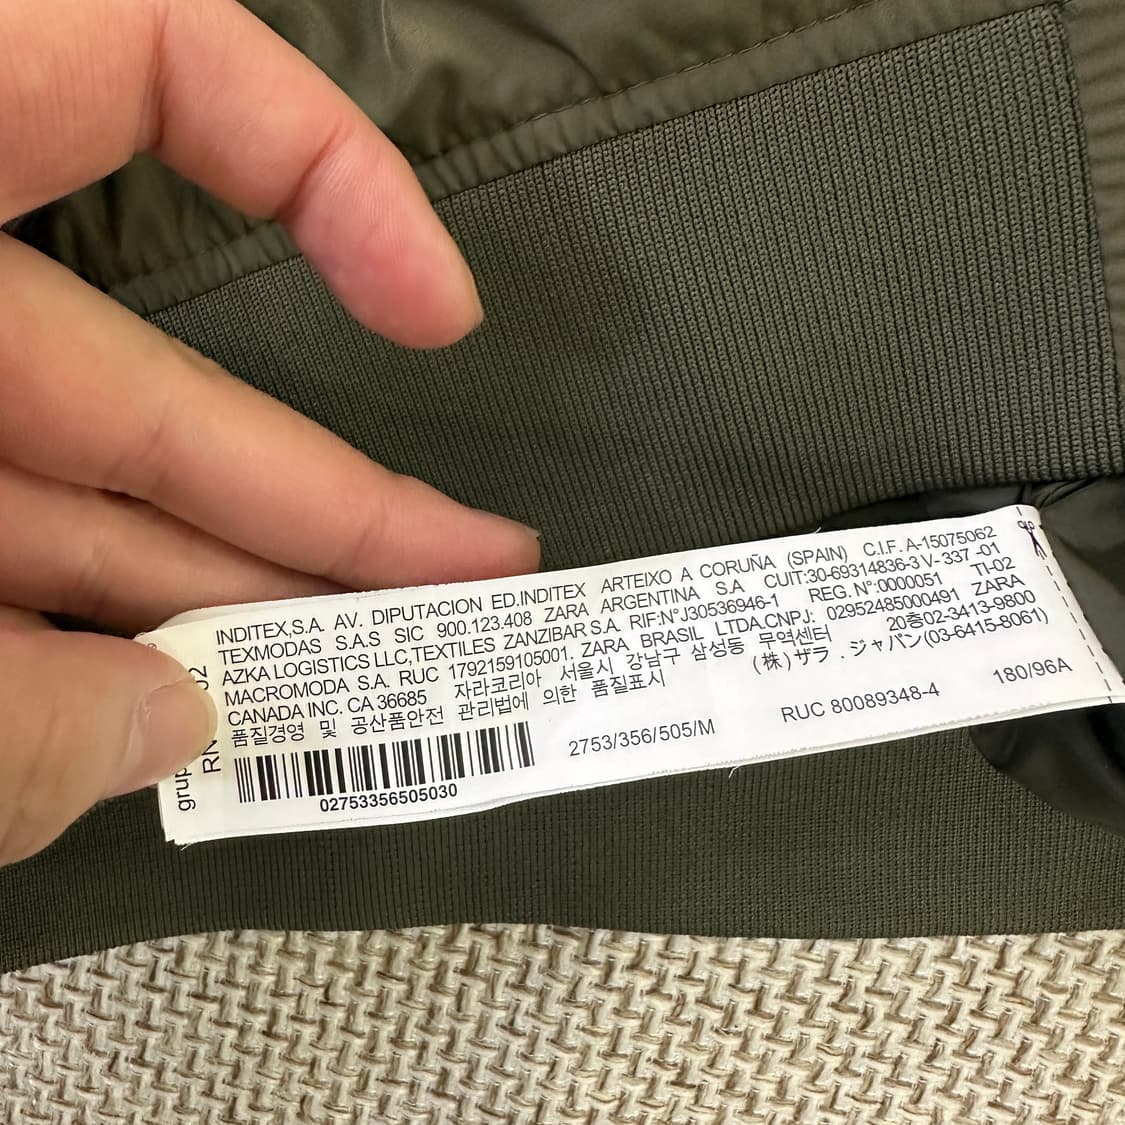 INDITEX,S.A. AV. DIPUTACION ED.INDITEX ARTEIXO A CORUÑA (SPAIN) C.I.F. A-15075062
TEXMODAS S.A.S SIC 900.123.408 ZARA ARGENTINA S.A CUIT:30-69314836-3 V- 337 -01
AZKA LOGISTICS LLC,TEXTILES ZANZIBAR S.A. RIF:N°J30536946-1 REG. N°:0000051 TI-02
MACROMODA S.A. RUC 1792159105001. ZARA BRASIL LTDA.CNPJ: 02952485000491 ZARA
CANADA INC. CA 36685 자라코리아 서울시 강남구 삼성동 무역센터 20층02-3413-9800
품질경영 및 공산품안전 관리법에 의한 품질표시 (株)ザラ . ジャパン(03-6415-8061)
02753356505030
2753/356/505/M
RUC 80089348-4
180/96A
grup
RN 02